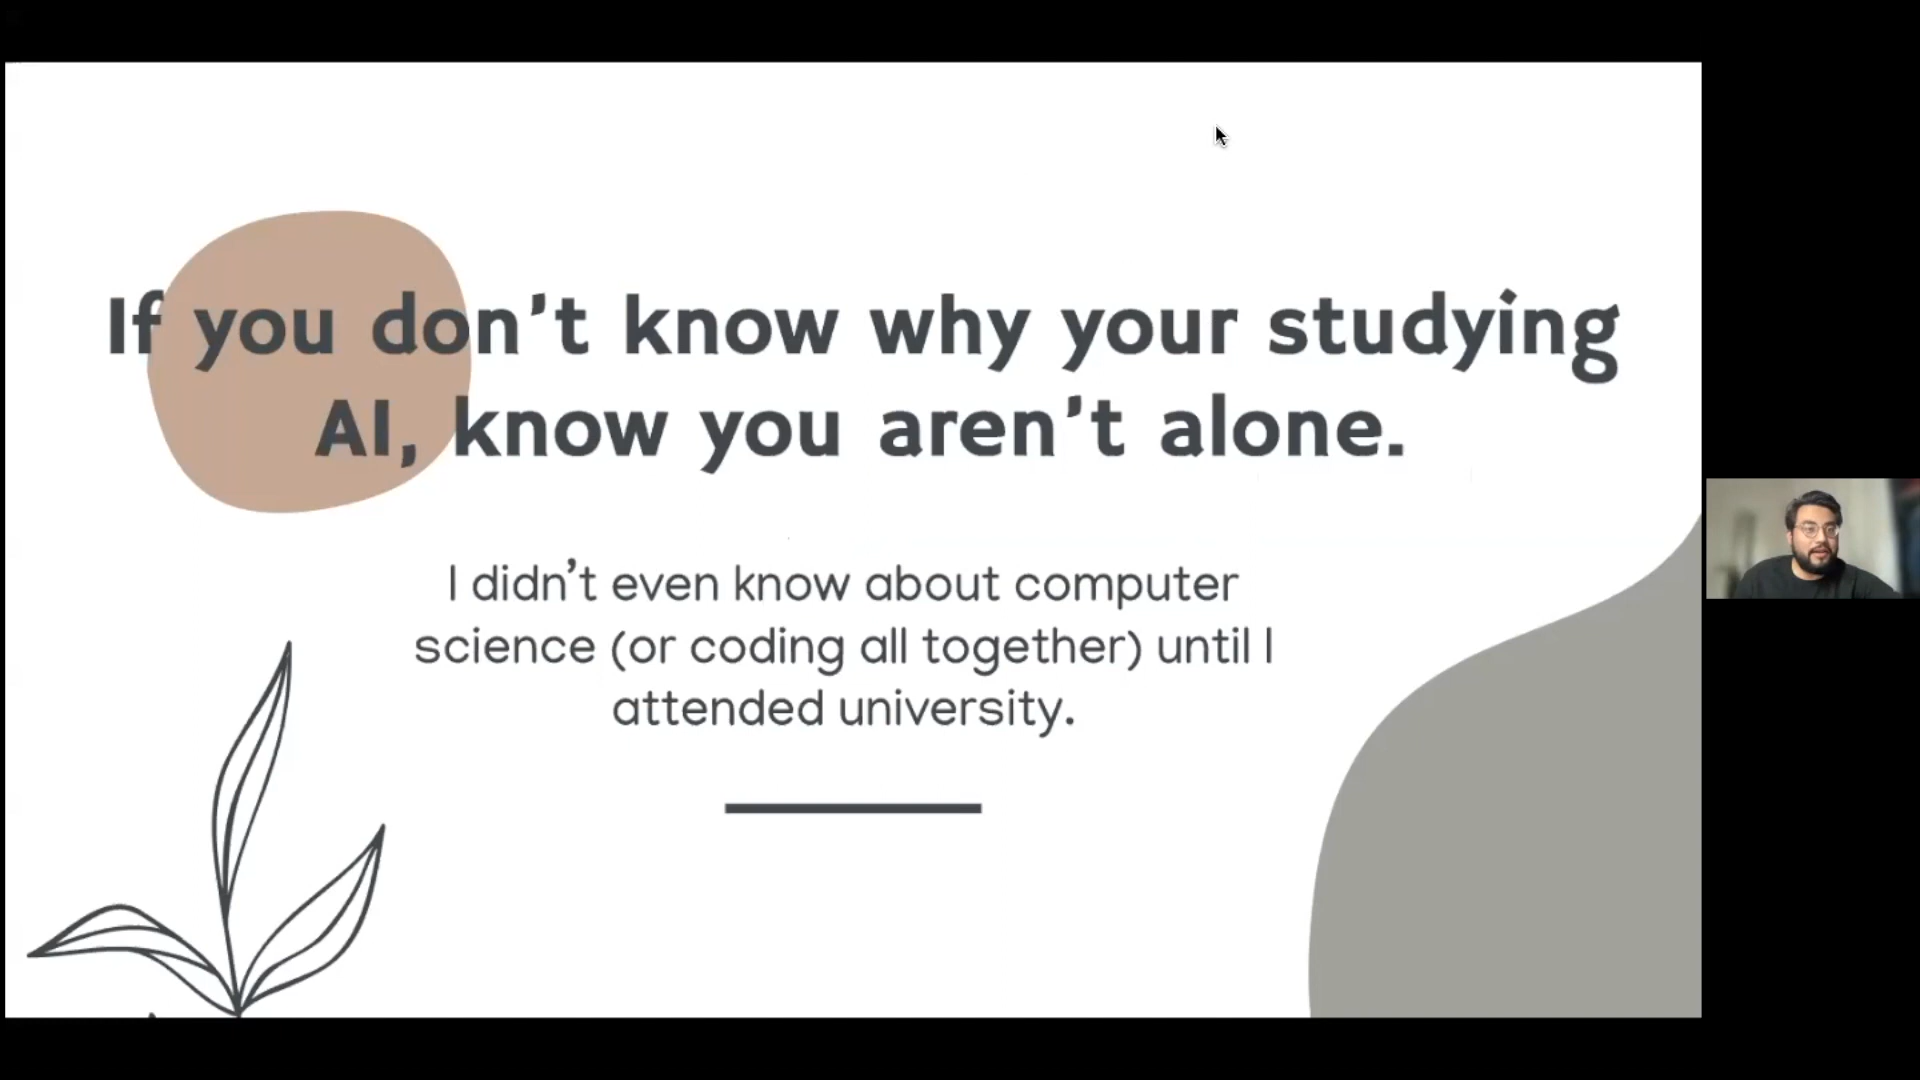 If you don’t know why your studying
AI, know you aren’t alone.
I didn’t even know about computer
science (or coding all together) until I
attended university.